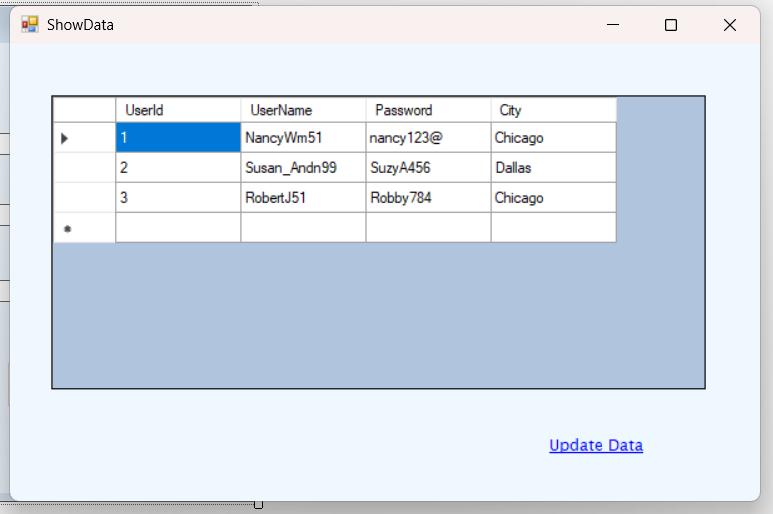 ShowData
UserId UserName Password City
1 NancyWm51 nancy123@ Chicago
2 Susan_Andn99 SuzyA456 Dallas
3 RobertJ51 Robby784 Chicago
Update Data